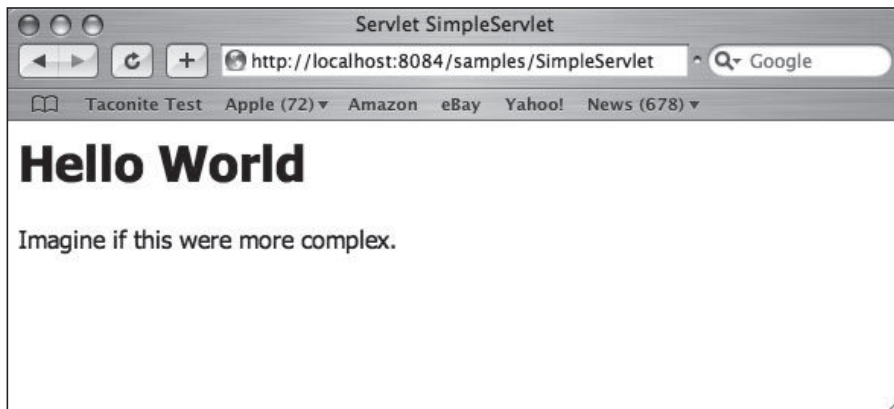 Servlet SimpleServlet
http://localhost:8084/samples/SimpleServlet
Google
Taconite Test Apple (72) Amazon eBay Yahoo! News (678)
Hello World
Imagine if this were more complex.